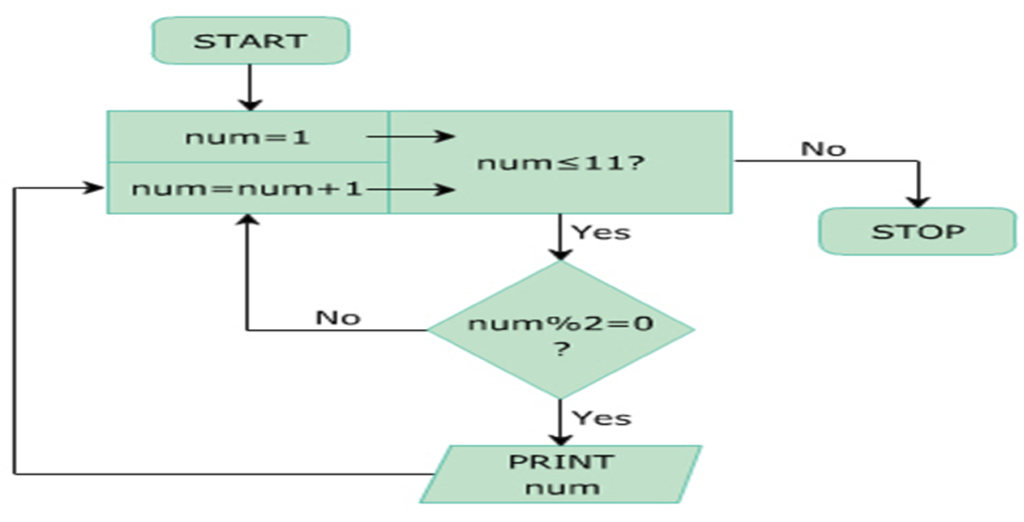 START
num=1
num=num+1
num≤11?
No
STOP
Yes
num%2=0
?
No
Yes
PRINT
num